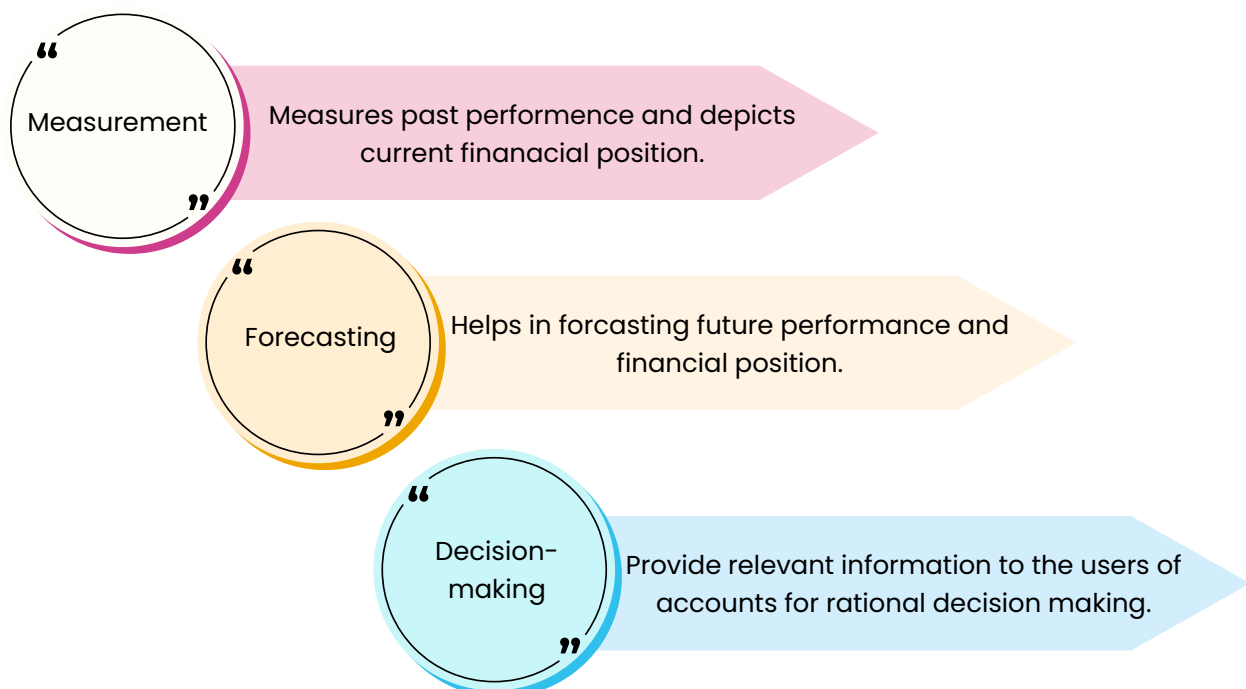 Measurement
Measures past performence and depicts
current finanacial position.
Forecasting
Helps in forcasting future performance and
financial position.
Decision-
making
Provide relevant information to the users of
accounts for rational decision making.